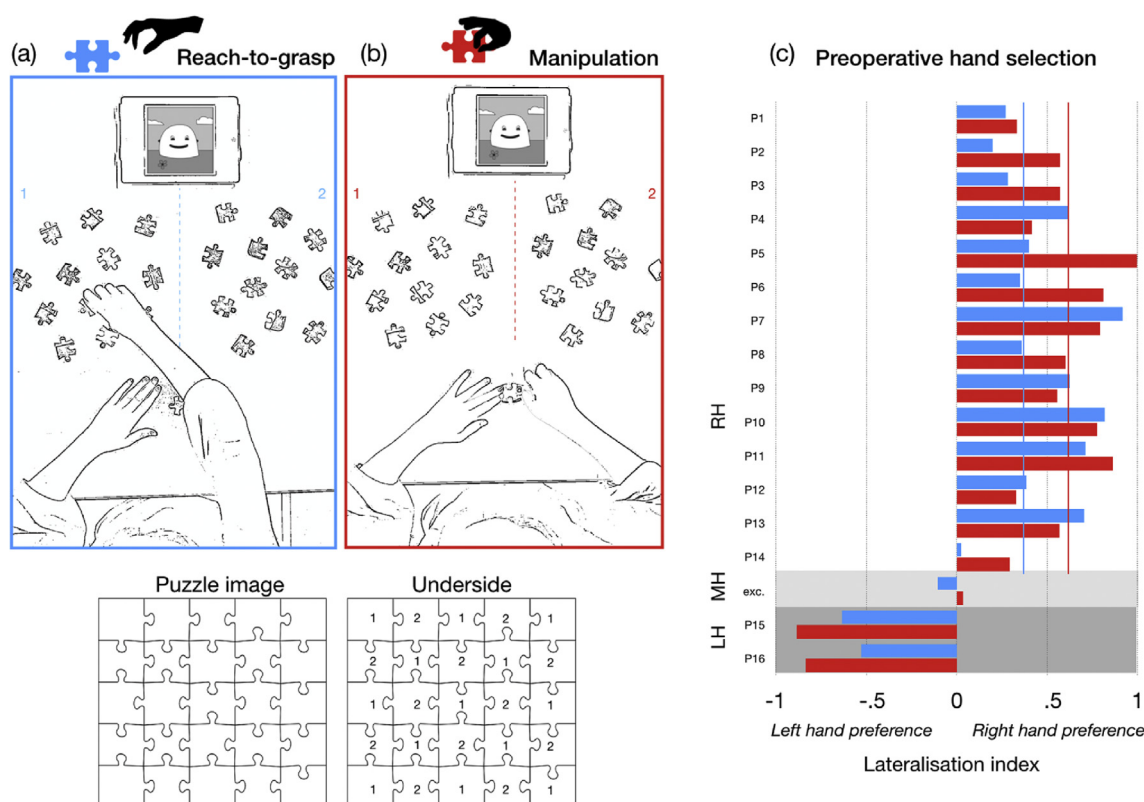 (a) Reach-to-grasp
(b) Manipulation
(c) Preoperative hand selection
1 2
1 2
P1
P2
P3
P4
P5
P6
P7
P8
P9
P10
P11
P12
P13
P14
exc.
P15
P16
RH
MH
LH
-1 -.5 0 .5 1
Left hand preference Right hand preference
Lateralisation index
Puzzle image
Underside
1 2 1 2 1
2 1 2 1 2
1 2 1 2 1
2 1 2 1 2
1 2 1 2 1